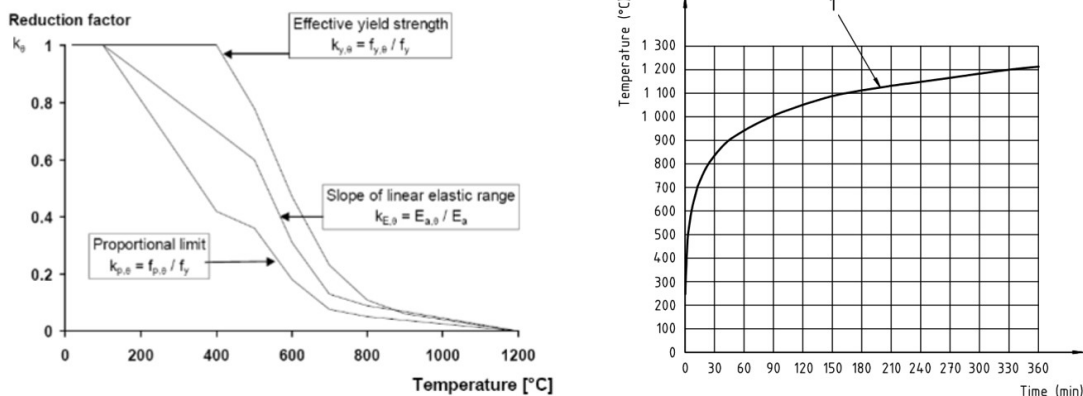 Reduction factor
kθ
Effective yield strength
ky,θ = fy,θ / fy
Slope of linear elastic range
kE,θ = Ea,θ / Ea
Proportional limit
kp,θ = fp,θ / fy
1
0.8
0.6
0.4
0.2
0
0 200 400 600 800 1000 1200
Temperature [°C]
1
Temperature (°C)
1 300
1 200
1 100
1 000
900
800
700
600
500
400
300
200
100
0
0 30 60 90 120 150 180 210 240 270 300 330 360
Time (min)